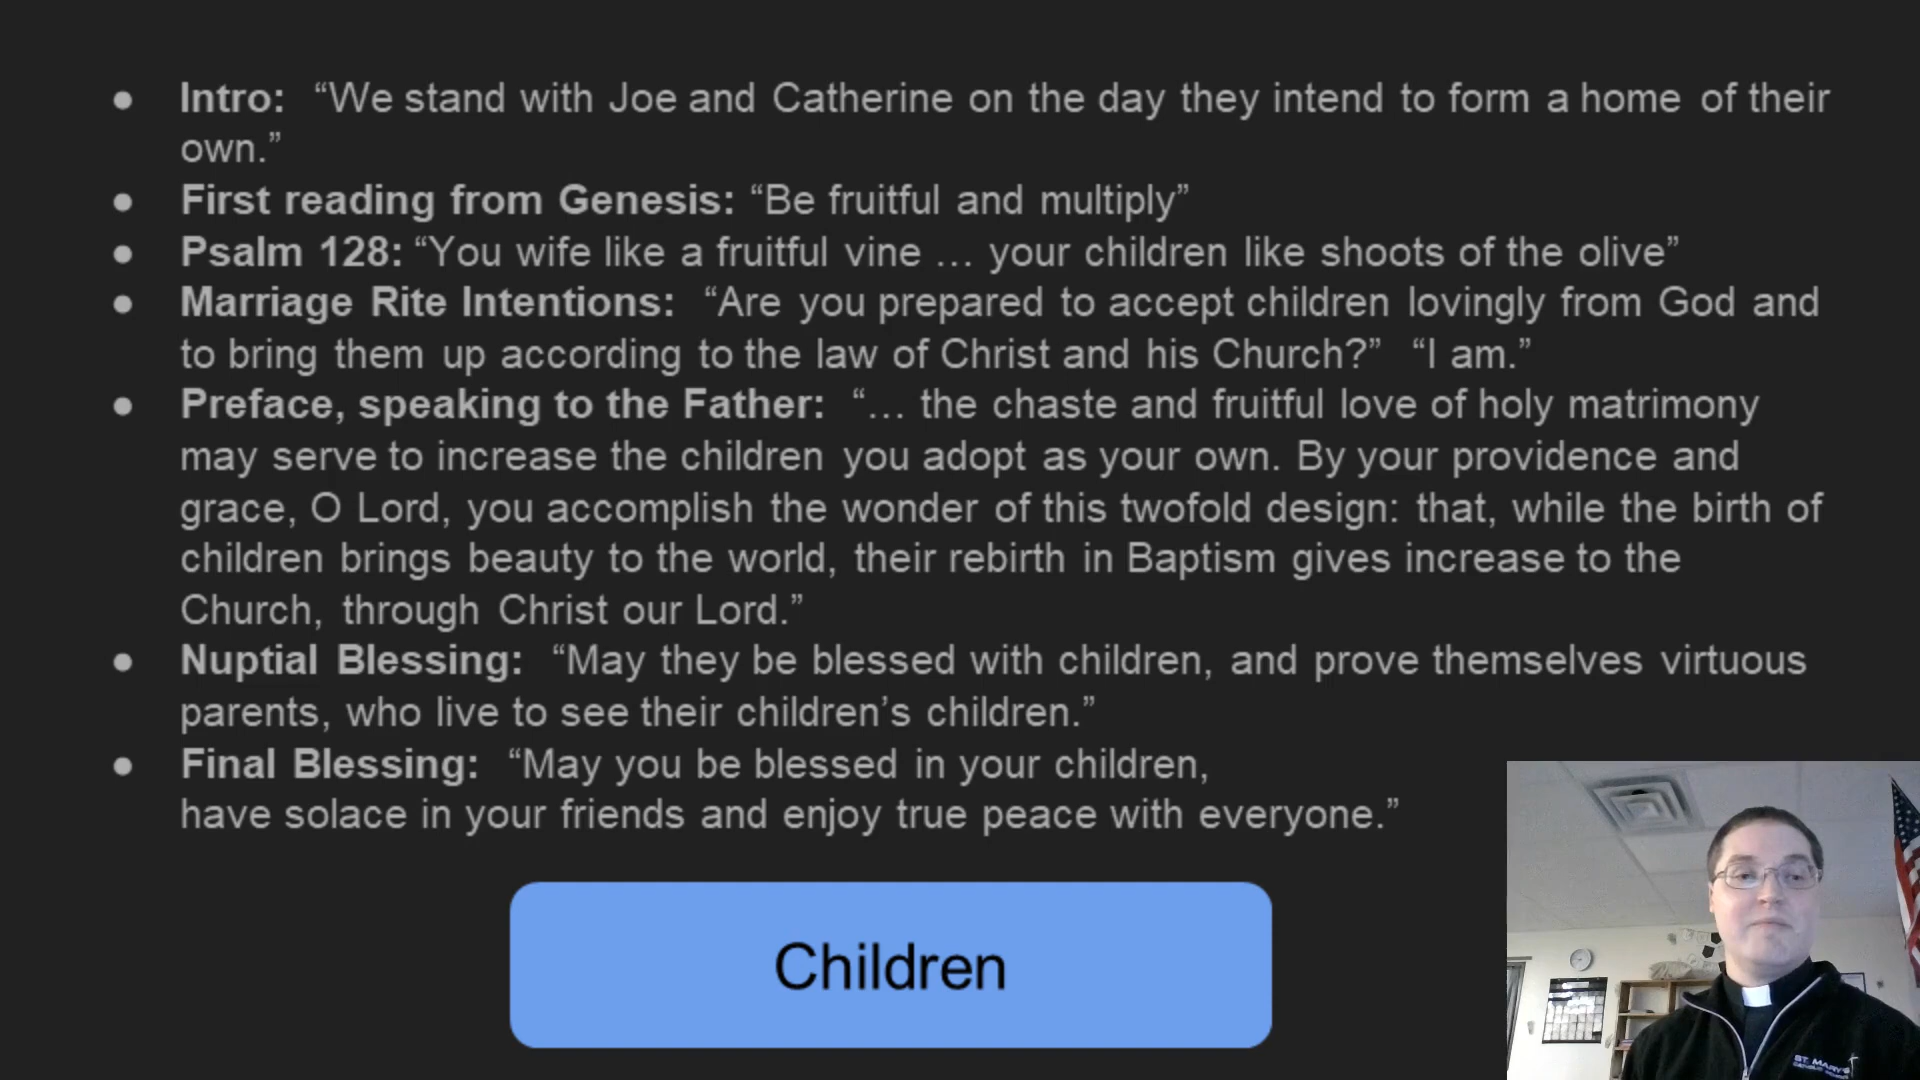 ● Intro: “We stand with Joe and Catherine on the day they intend to form a home of their
own.”
● First reading from Genesis: “Be fruitful and multiply”
● Psalm 128: “You wife like a fruitful vine … your children like shoots of the olive”
● Marriage Rite Intentions: “Are you prepared to accept children lovingly from God and
to bring them up according to the law of Christ and his Church?” “I am.”
● Preface, speaking to the Father: “… the chaste and fruitful love of holy matrimony
may serve to increase the children you adopt as your own. By your providence and
grace, O Lord, you accomplish the wonder of this twofold design: that, while the birth of
children brings beauty to the world, their rebirth in Baptism gives increase to the
Church, through Christ our Lord.”
● Nuptial Blessing: “May they be blessed with children, and prove themselves virtuous
parents, who live to see their children’s children.”
● Final Blessing: “May you be blessed in your children,
have solace in your friends and enjoy true peace with everyone.”
Children
ST. MARY'S